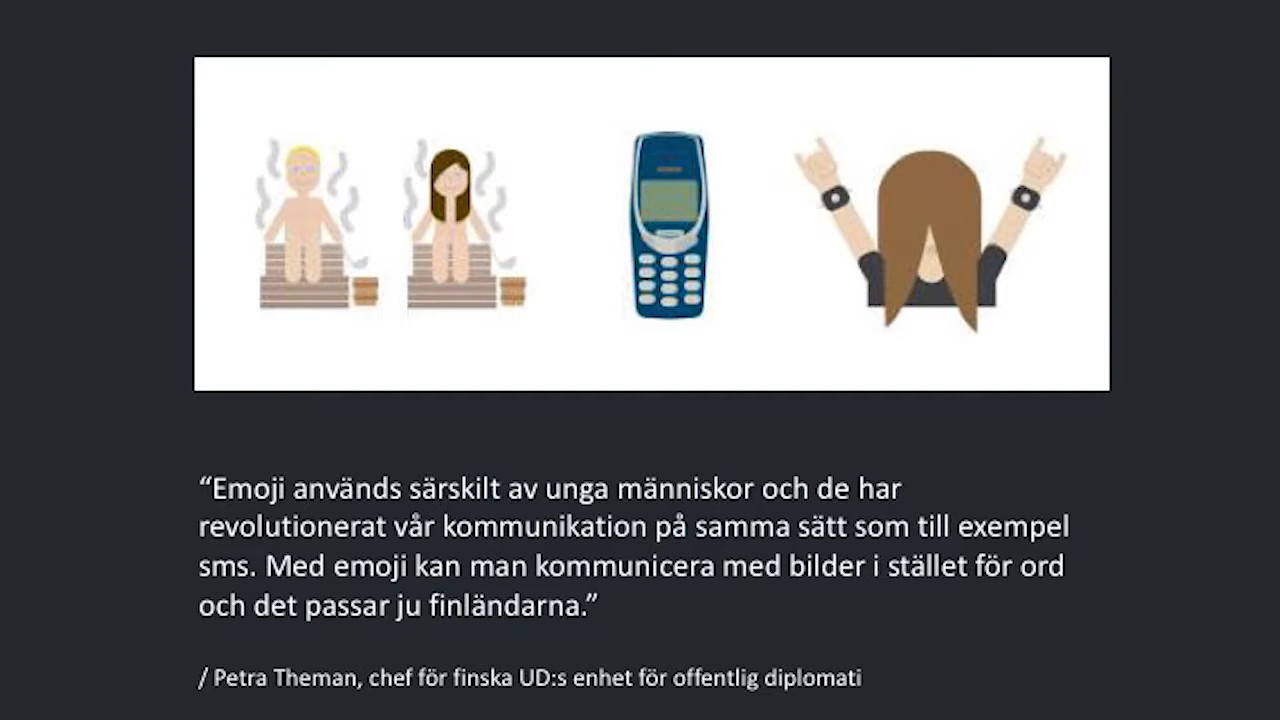 “Emoji används särskilt av unga människor och de har
revolutionerat vår kommunikation på samma sätt som till exempel
sms. Med emoji kan man kommunicera med bilder i stället för ord
och det passar ju finländarna.”
/ Petra Theman, chef för finska UD:s enhet för offentlig diplomati